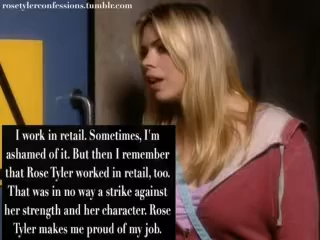 rosetylerconfessions.tumblr.com
I work in retail. Sometimes, I'm
ashamed of it. But then I remember
that Rose Tyler worked in retail, too.
That was in no way a strike against
her strength and her character. Rose
Tyler makes me proud of my job.